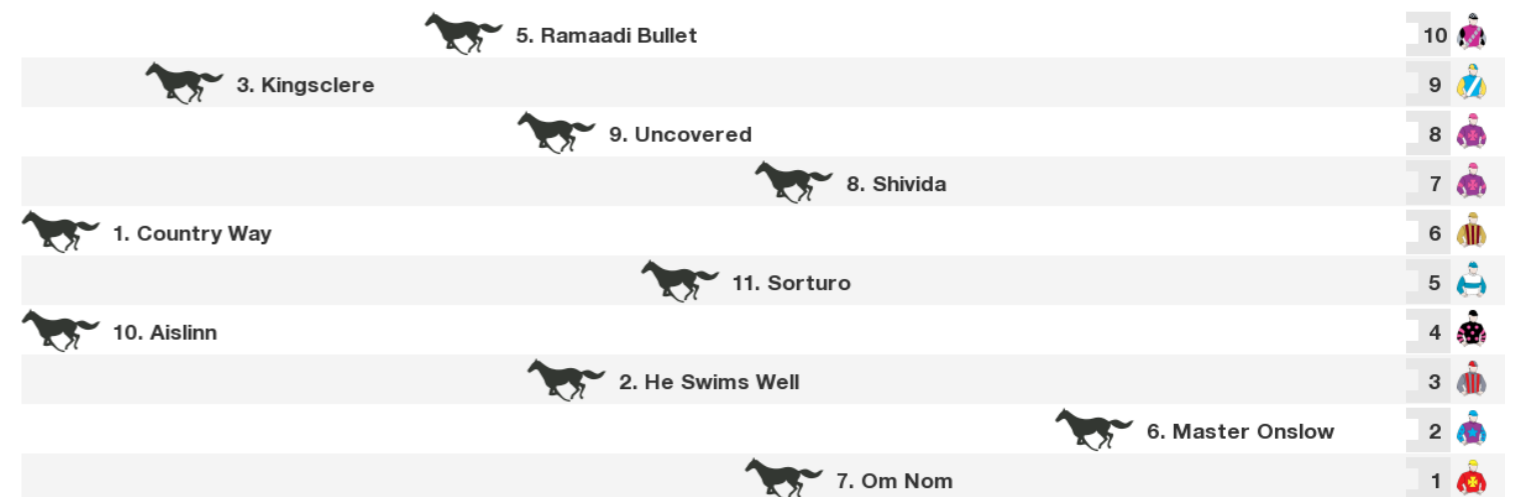 5. Ramaadi Bullet 10
3. Kingsclere 9
9. Uncovered 8
8. Shivida 7
1. Country Way 6
11. Sorturo 5
10. Aislinn 4
2. He Swims Well 3
6. Master Onslow 2
7. Om Nom 1